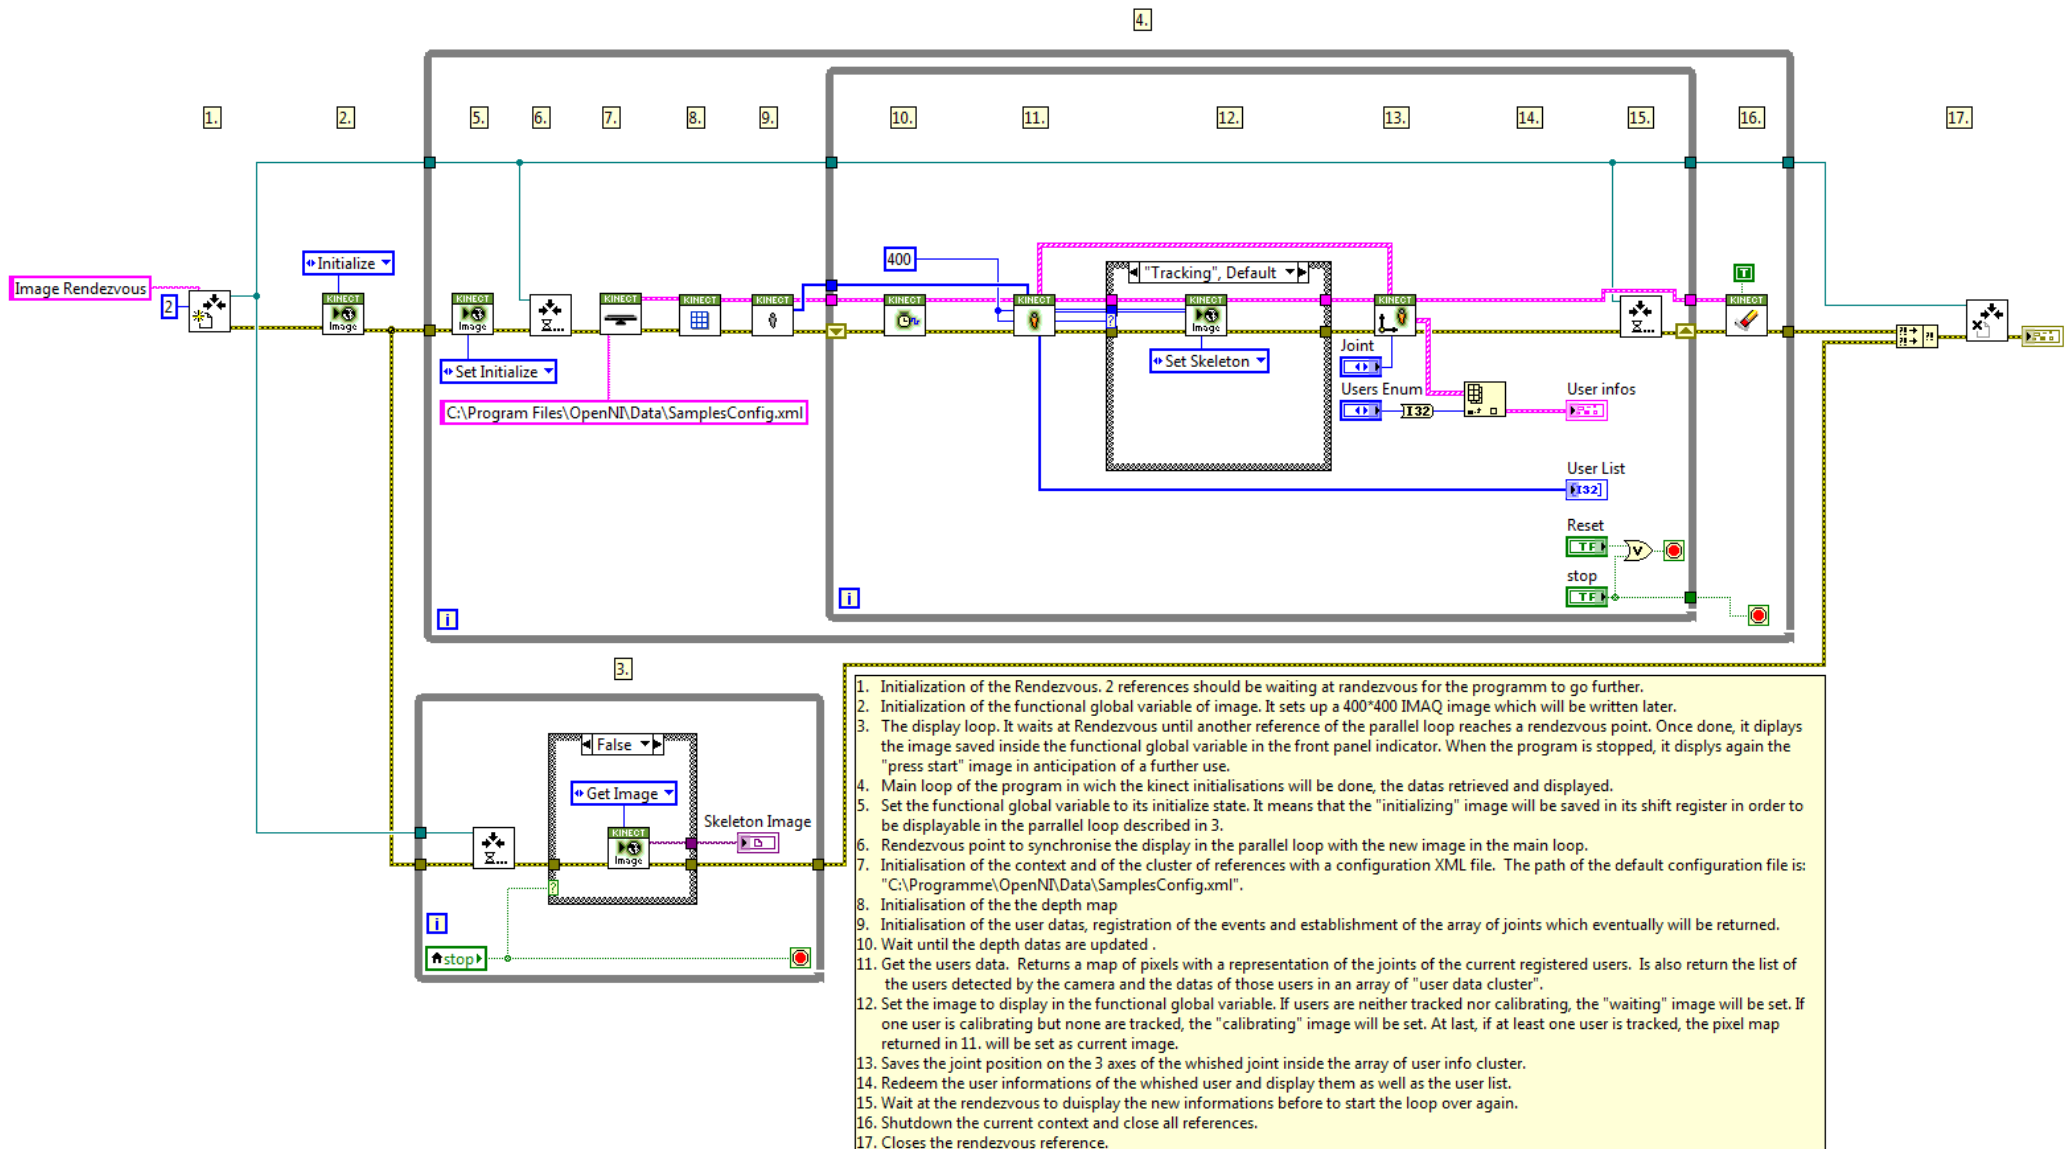 4.
1.
2.
5.
6.
7.
8.
9.
10.
11.
12.
13.
14.
15.
16.
17.
Image Rendezvous
2
Initialize
KINECT
Image
KINECT
Image
Set Initialize
KINECT
C:\Program Files\OpenNI\Data\SamplesConfig.xml
KINECT
KINECT
400
KINECT
KINECT
"Tracking", Default
KINECT
Image
Set Skeleton
?
KINECT
Joint
Users Enum
I32
User infos
User List
I32
Reset
TF
V
stop
TF
i
i
T
KINECT
3.
False
Get Image
KINECT
Image
Skeleton Image
?
i
stop
1. Initialization of the Rendezvous. 2 references should be waiting at randezvous for the programm to go further.
2. Initialization of the functional global variable of image. It sets up a 400*400 IMAQ image which will be written later.
3. The display loop. It waits at Rendezvous until another reference of the parallel loop reaches a rendezvous point. Once done, it diplays
the image saved inside the functional global variable in the front panel indicator. When the program is stopped, it displys again the
"press start" image in anticipation of a further use.
4. Main loop of the program in wich the kinect initialisations will be done, the datas retrieved and displayed.
5. Set the functional global variable to its initialize state. It means that the "initializing" image will be saved in its shift register in order to
be displayable in the parrallel loop described in 3.
6. Rendezvous point to synchronise the display in the parallel loop with the new image in the main loop.
7. Initialisation of the context and of the cluster of references with a configuration XML file. The path of the default configuration file is:
"C:\Programme\OpenNI\Data\SamplesConfig.xml".
8. Initialisation of the the depth map
9. Initialisation of the user datas, registration of the events and establishment of the array of joints which eventually will be returned.
10. Wait until the depth datas are updated .
11. Get the users data. Returns a map of pixels with a representation of the joints of the current registered users. Is also return the list of
the users detected by the camera and the datas of those users in an array of "user data cluster".
12. Set the image to display in the functional global variable. If users are neither tracked nor calibrating, the "waiting" image will be set. If
one user is calibrating but none are tracked, the "calibrating" image will be set. At last, if at least one user is tracked, the pixel map
returned in 11. will be set as current image.
13. Saves the joint position on the 3 axes of the whished joint inside the array of user info cluster.
14. Redeem the user informations of the whished user and display them as well as the user list.
15. Wait at the rendezvous to duisplay the new informations before to start the loop over again.
16. Shutdown the current context and close all references.
17. Closes the rendezvous reference.